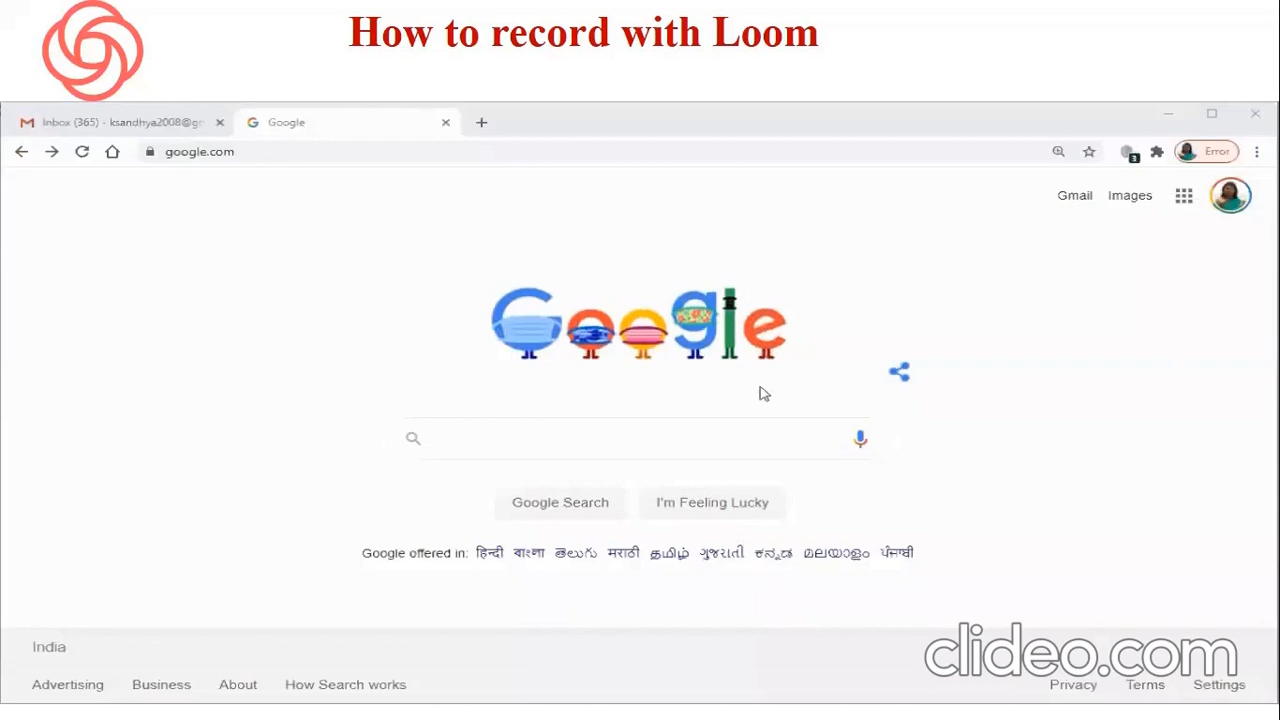 How to record with Loom
Inbox (365) - ksandhya2008@g
Google
google.com
3
Error
Gmail Images
Google
Google Search
I'm Feeling Lucky
Google offered in: हिन्दी বাংলা తెలుగు मराठी தமிழ் ગુજરાતી ಕನ್ನಡ മലയാളം ਪੰਜਾਬੀ
India
clideo.com
Advertising Business About How Search works Privacy Terms Settings